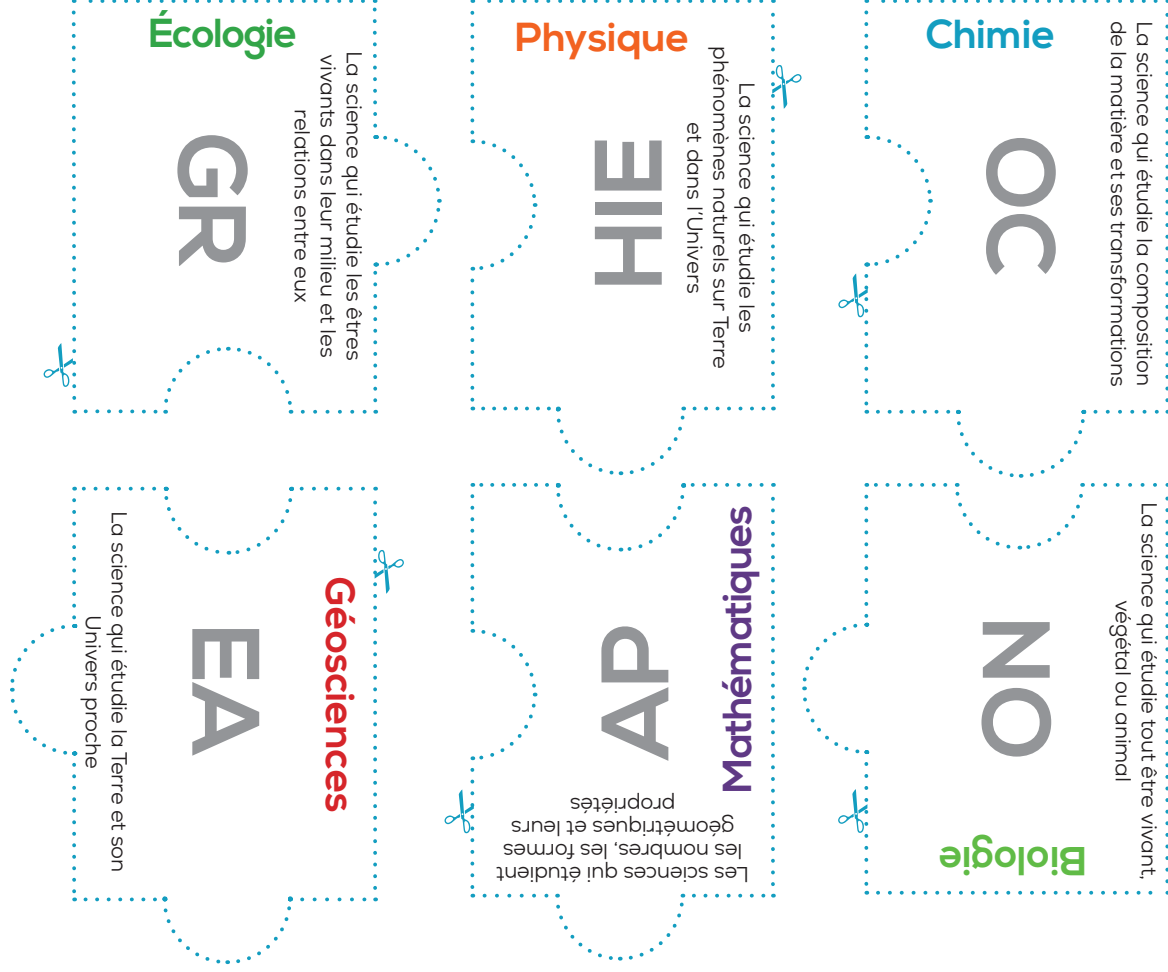 Écologie
La science qui étudie les êtres
vivants dans leur milieu et les
relations entre eux
GR
Physique
La science qui étudie les
phénomènes naturels sur Terre
et dans l'Univers
HIE
Chimie
La science qui étudie la composition
de la matière et ses transformations
OC
Géosciences
La science qui étudie la Terre et son
Univers proche
EA
Mathématiques
Les sciences qui étudient
les nombres, les formes
géométriques et leurs
propriétés
AP
Biologie
La science qui étudie tout être vivant,
végétal ou animal
NO